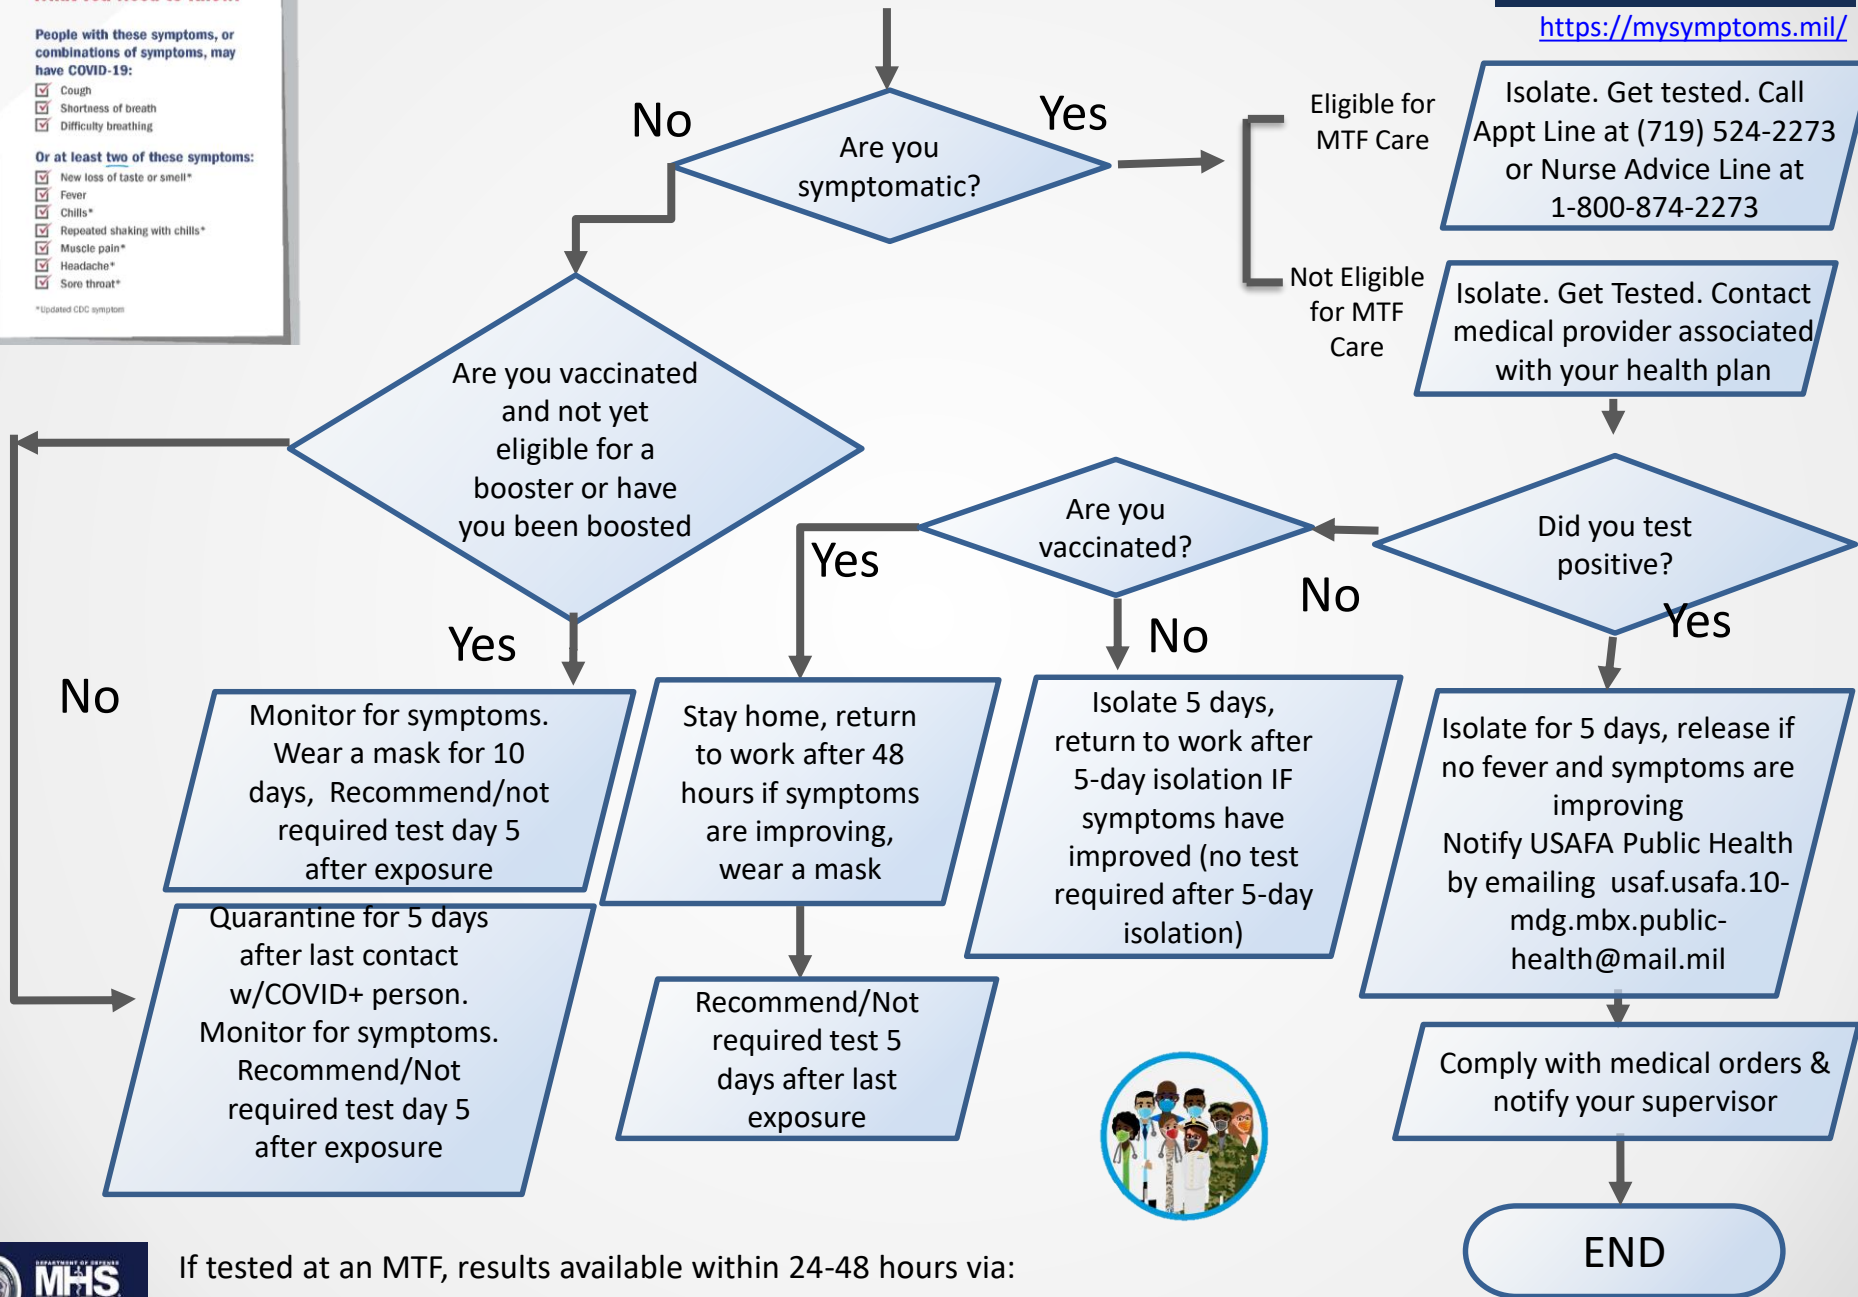 People with these symptoms, or
combinations of symptoms, may
have COVID-19:
Cough
Shortness of breath
Difficulty breathing
Or at least two of these symptoms:
New loss of taste or smell*
Fever
Chills*
Repeated shaking with chills*
Muscle pain*
Headache*
Sore throat*
*Updated CDC symptom
https://mysymptoms.mil/
No
Are you
symptomatic?
Yes
Eligible for
MTF Care
Isolate. Get tested. Call
Appt Line at (719) 524-2273
or Nurse Advice Line at
1-800-874-2273
Not Eligible
for MTF
Care
Isolate. Get Tested. Contact
medical provider associated
with your health plan
Are you vaccinated
and not yet
eligible for a
booster or have
you been boosted
Yes
No
Are you
vaccinated?
Yes
No
Did you test
positive?
No
Yes
Monitor for symptoms.
Wear a mask for 10
days, Recommend/not
required test day 5
after exposure
Quarantine for 5 days
after last contact
w/COVID+ person.
Monitor for symptoms.
Recommend/Not
required test day 5
after exposure
Stay home, return
to work after 48
hours if symptoms
are improving,
wear a mask
Recommend/Not
required test 5
days after last
exposure
Isolate 5 days,
return to work after
5-day isolation IF
symptoms have
improved (no test
required after 5-day
isolation)
Isolate for 5 days, release if
no fever and symptoms are
improving
Notify USAFA Public Health
by emailing usaf.usafa.10-
mdg.mbx.public-
health@mail.mil
Comply with medical orders &
notify your supervisor
END
DEPARTMENT OF DEFENSE
MHS
If tested at an MTF, results available within 24-48 hours via: